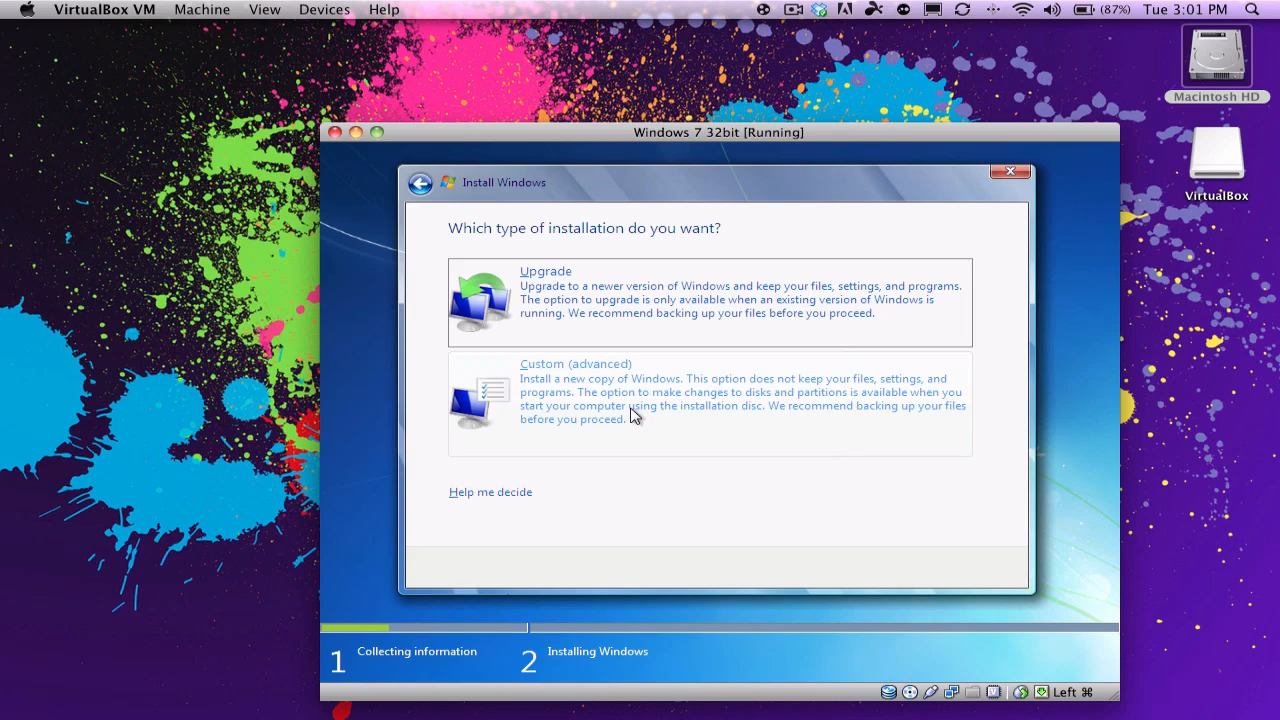 VirtualBox VM Machine View Devices Help (87%) Tue 3:01 PM
Macintosh HD
Windows 7 32bit [Running]
VirtualBox
Install Windows
Which type of installation do you want?
Upgrade
Upgrade to a newer version of Windows and keep your files, settings, and programs.
The option to upgrade is only available when an existing version of Windows is
running. We recommend backing up your files before you proceed.
Custom (advanced)
Install a new copy of Windows. This option does not keep your files, settings, and
programs. The option to make changes to disks and partitions is available when you
start your computer using the installation disc. We recommend backing up your files
before you proceed.
Help me decide
1 Collecting information 2 Installing Windows
Left ⌘